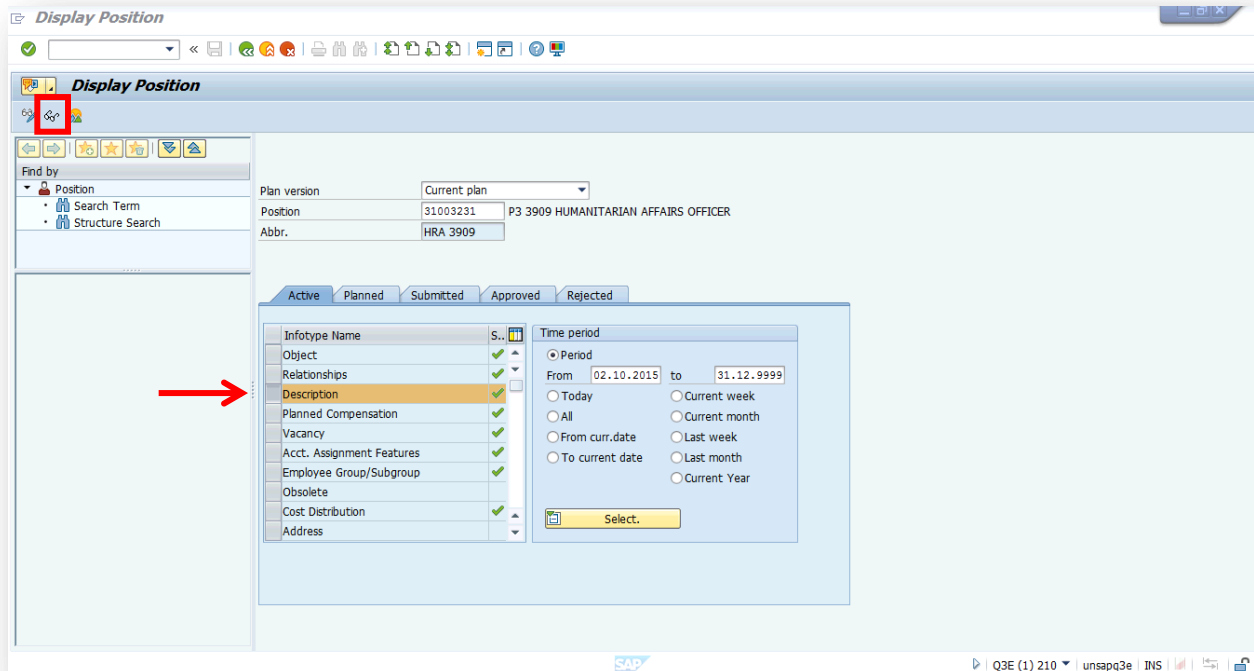 Display Position
Display Position
Find by
Position
Search Term
Structure Search
Plan version Current plan
Position 31003231 P3 3909 HUMANITARIAN AFFAIRS OFFICER
Abbr. HRA 3909
Active Planned Submitted Approved Rejected
Infotype Name S..
Object
Relationships
Description
Planned Compensation
Vacancy
Acct. Assignment Features
Employee Group/Subgroup
Obsolete
Cost Distribution
Address
Time period
Period
From 02.10.2015 to 31.12.9999
Today Current week
All Current month
From curr.date Last week
To current date Last month
Current Year
Select.
SAP Q3E (1) 210 unsapq3e INS